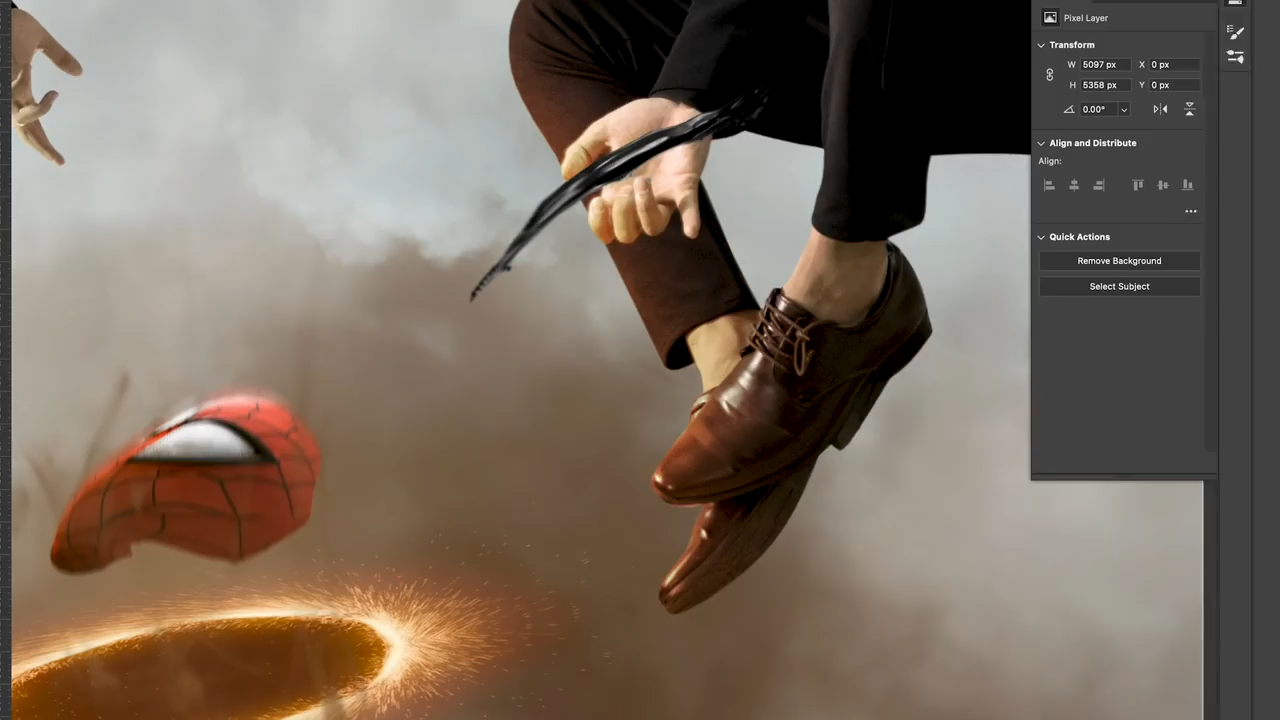 Pixel Layer
Transform
W 5097 px X 0 px
H 5358 px Y 0 px
0.00°
Align and Distribute
Align:
Quick Actions
Remove Background
Select Subject